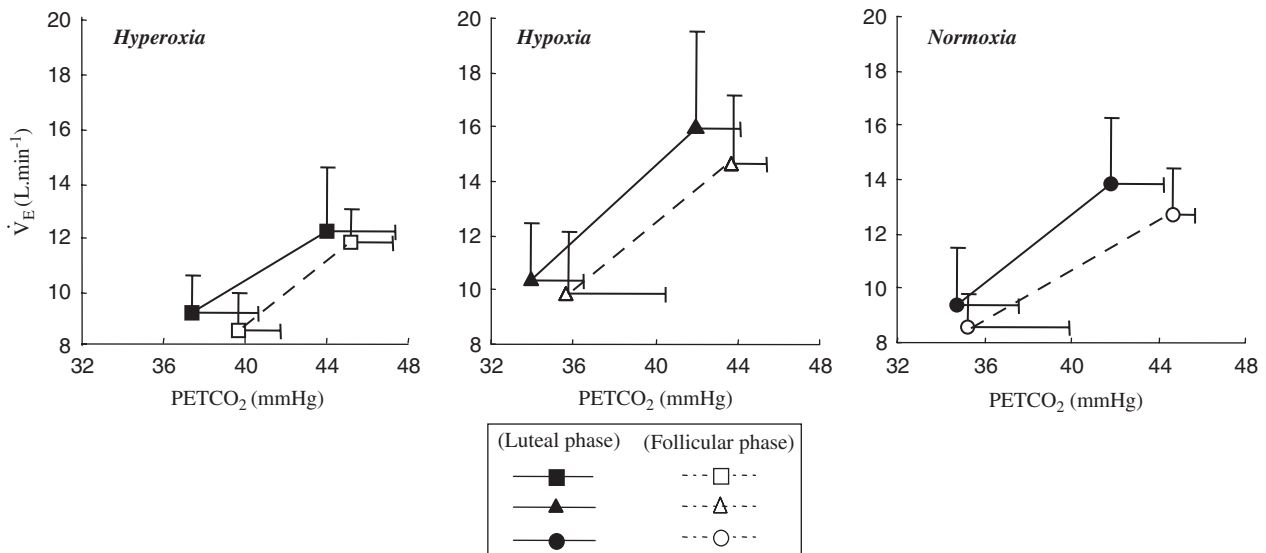 Hyperoxia
20
18
16
14
12
10
8
V̇E (L.min-1)
32 36 40 44 48
PETCO2 (mmHg)
Hypoxia
20
18
16
14
12
10
8
32 36 40 44 48
PETCO2 (mmHg)
Normoxia
20
18
16
14
12
10
8
32 36 40 44 48
PETCO2 (mmHg)
(Luteal phase) (Follicular phase)